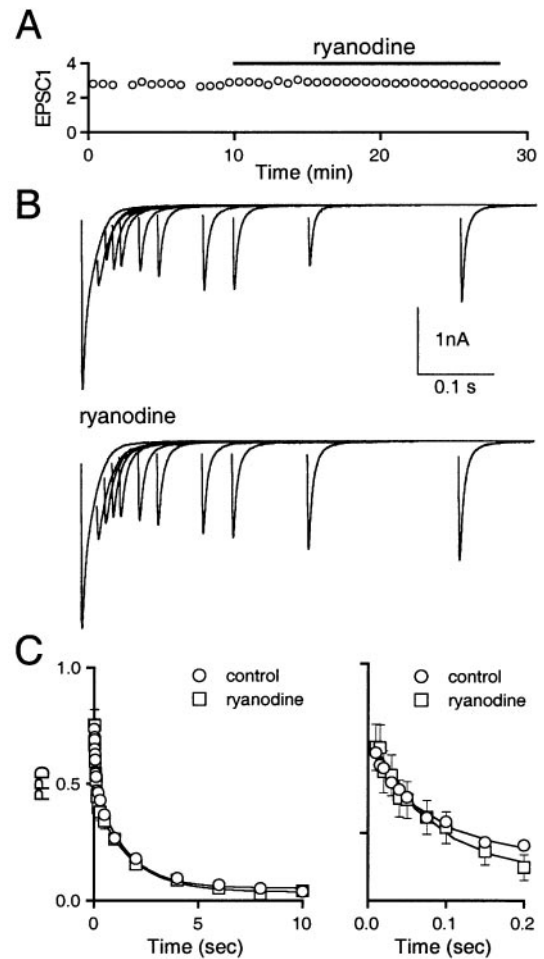 A
ryanodine
EPSC1
4
2
0
0 10 20 30
Time (min)
B
1nA
0.1 s
ryanodine
C
PPD
1.0
0.5
0.0
control
ryanodine
0 5 10
Time (sec)
control
ryanodine
0.0 0.1 0.2
Time (sec)